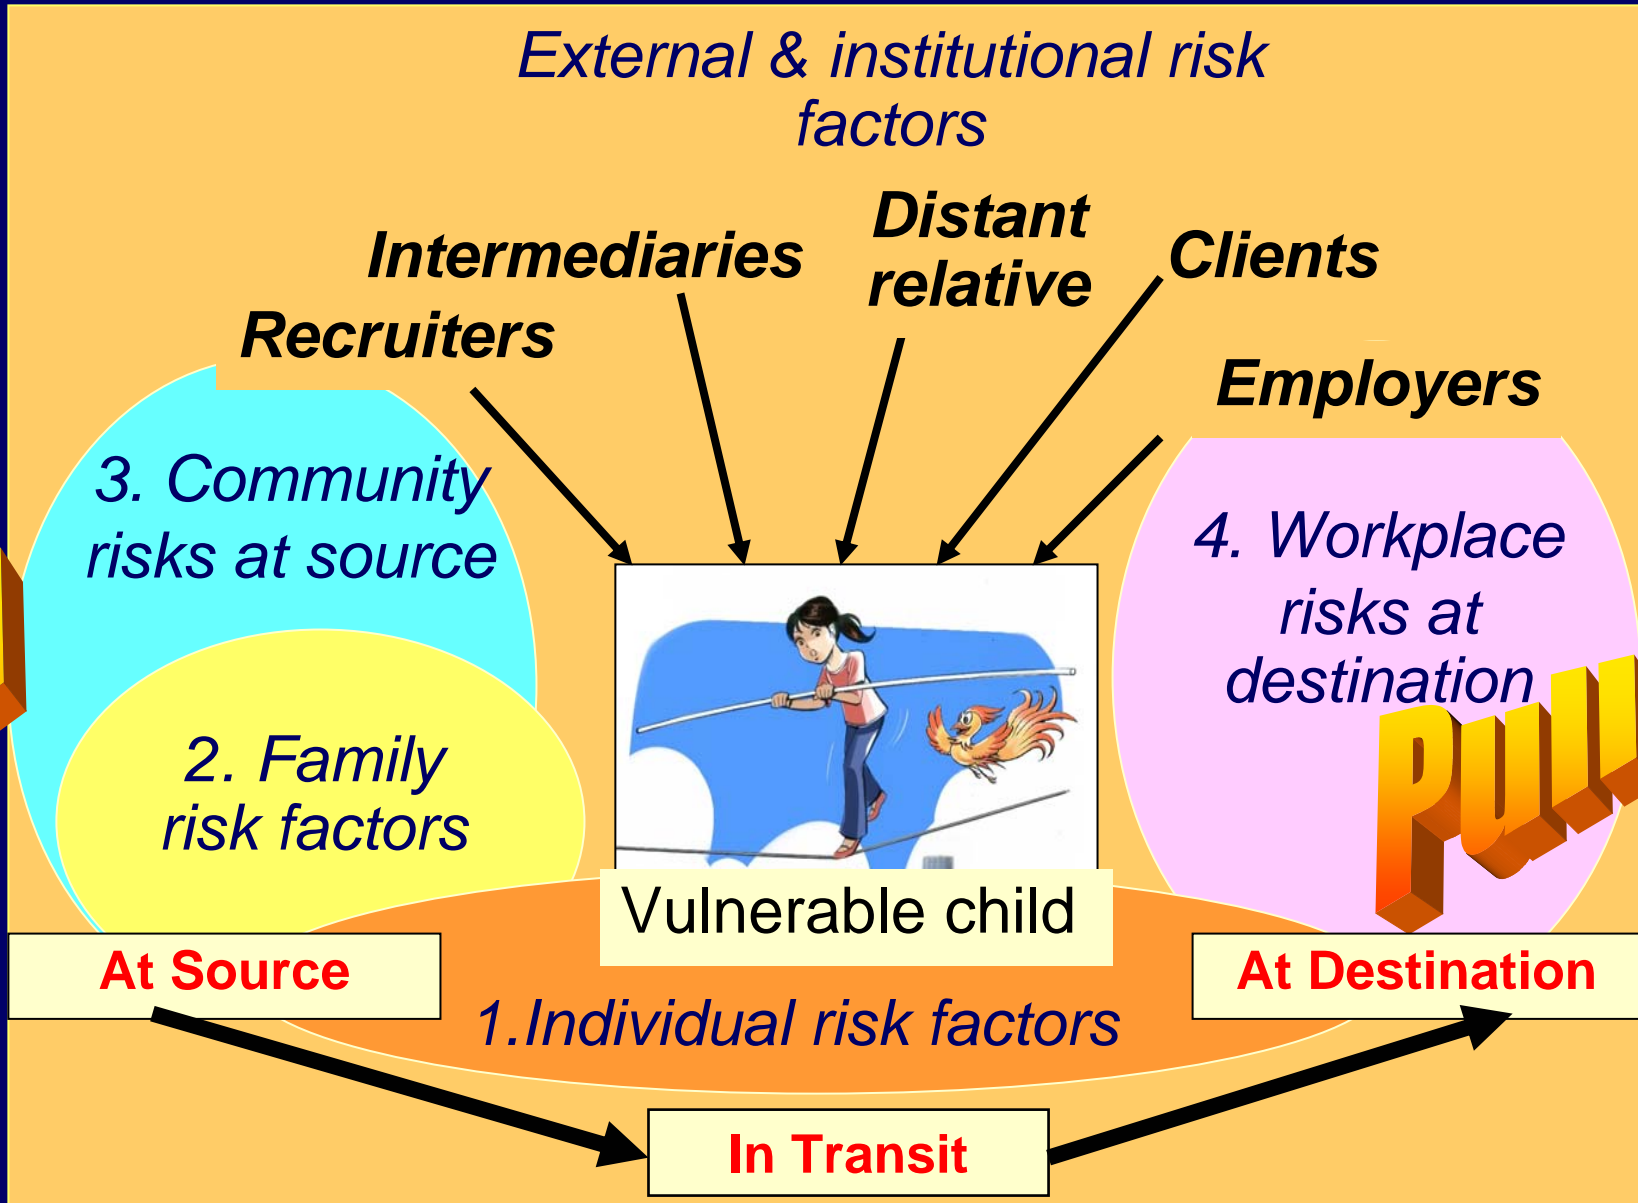 External & institutional risk
factors
Distant
relative
Intermediaries
Clients
Recruiters
Employers
3. Community
risks at source
4. Workplace
risks at
destination
Pull
2. Family
risk factors
Vulnerable child
At Source
At Destination
1.Individual risk factors
In Transit